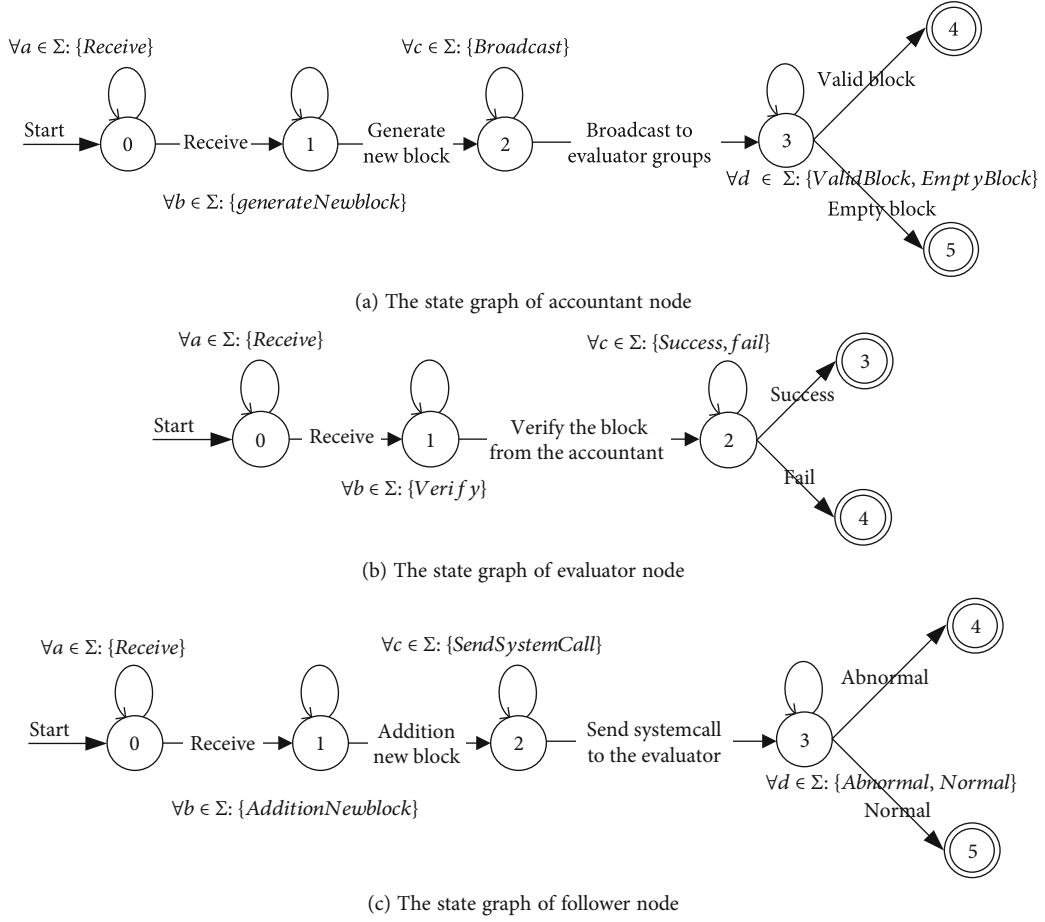 ∀a ∈ Σ: {Receive}
∀c ∈ Σ: {Broadcast}
4
Valid block
Start
0
Receive
1
Generate
new block
2
Broadcast to
evaluator groups
3
∀b ∈ Σ: {generateNewblock}
∀d ∈ Σ: {ValidBlock, EmptyBlock}
Empty block
5
(a) The state graph of accountant node
∀a ∈ Σ: {Receive}
∀c ∈ Σ: {Success, fail}
3
Success
Start
0
Receive
1
Verify the block
from the accountant
2
∀b ∈ Σ: {Verify}
Fail
4
(b) The state graph of evaluator node
∀a ∈ Σ: {Receive}
∀c ∈ Σ: {SendSystemCall}
4
Abnormal
Start
0
Receive
1
Addition
new block
2
Send systemcall
to the evaluator
3
∀b ∈ Σ: {AdditionNewblock}
∀d ∈ Σ: {Abnormal, Normal}
Normal
5
(c) The state graph of follower node